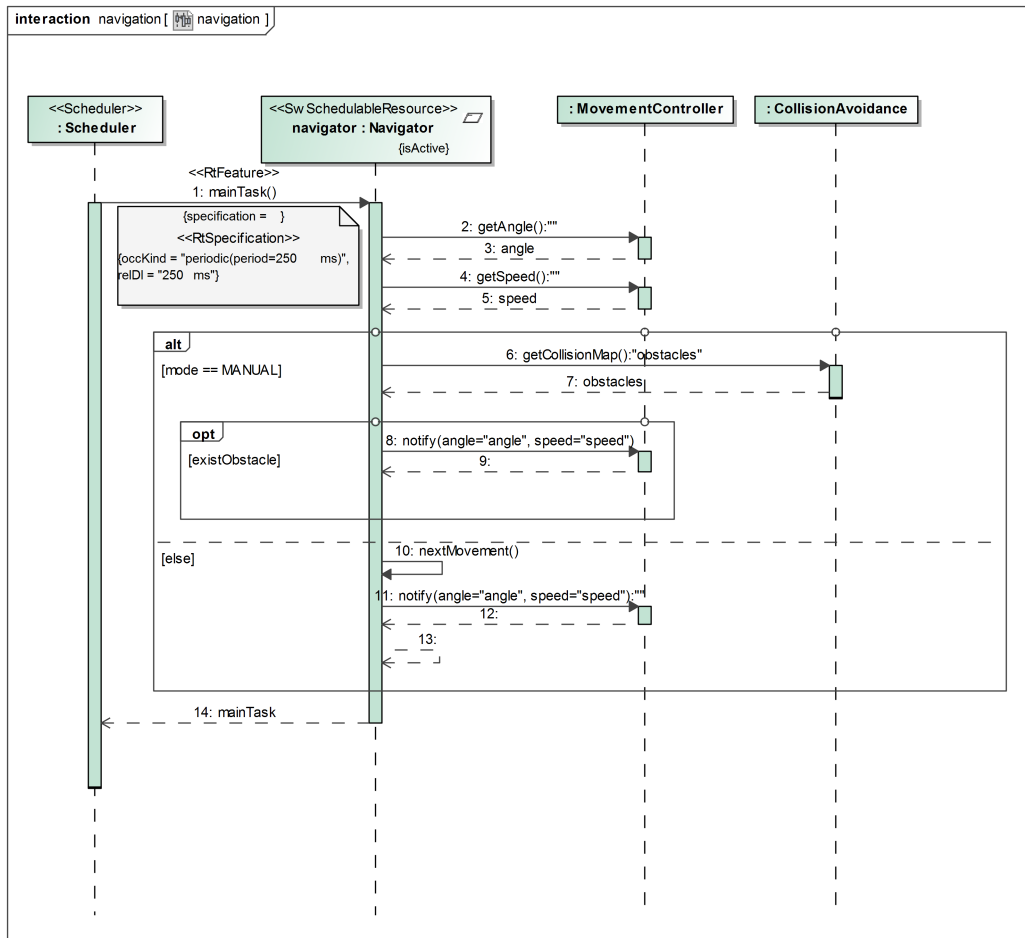 interaction navigation [ navigation ]
<<Scheduler>>
: Scheduler
<<SwSchedulableResource>>
navigator : Navigator
{isActive}
: MovementController
: CollisionAvoidance
<<RtFeature>>
1: mainTask()
{specification = }
<<RtSpecification>>
{occKind = "periodic(period=250 ms)",
relDl = "250 ms"}
2: getAngle():""
3: angle
4: getSpeed():""
5: speed
alt
[mode == MANUAL]
6: getCollisionMap():"obstacles"
7: obstacles
opt
[existObstacle]
8: notify(angle="angle", speed="speed")
9:
[else]
10: nextMovement()
11: notify(angle="angle", speed="speed"):""
12:
13:
14: mainTask